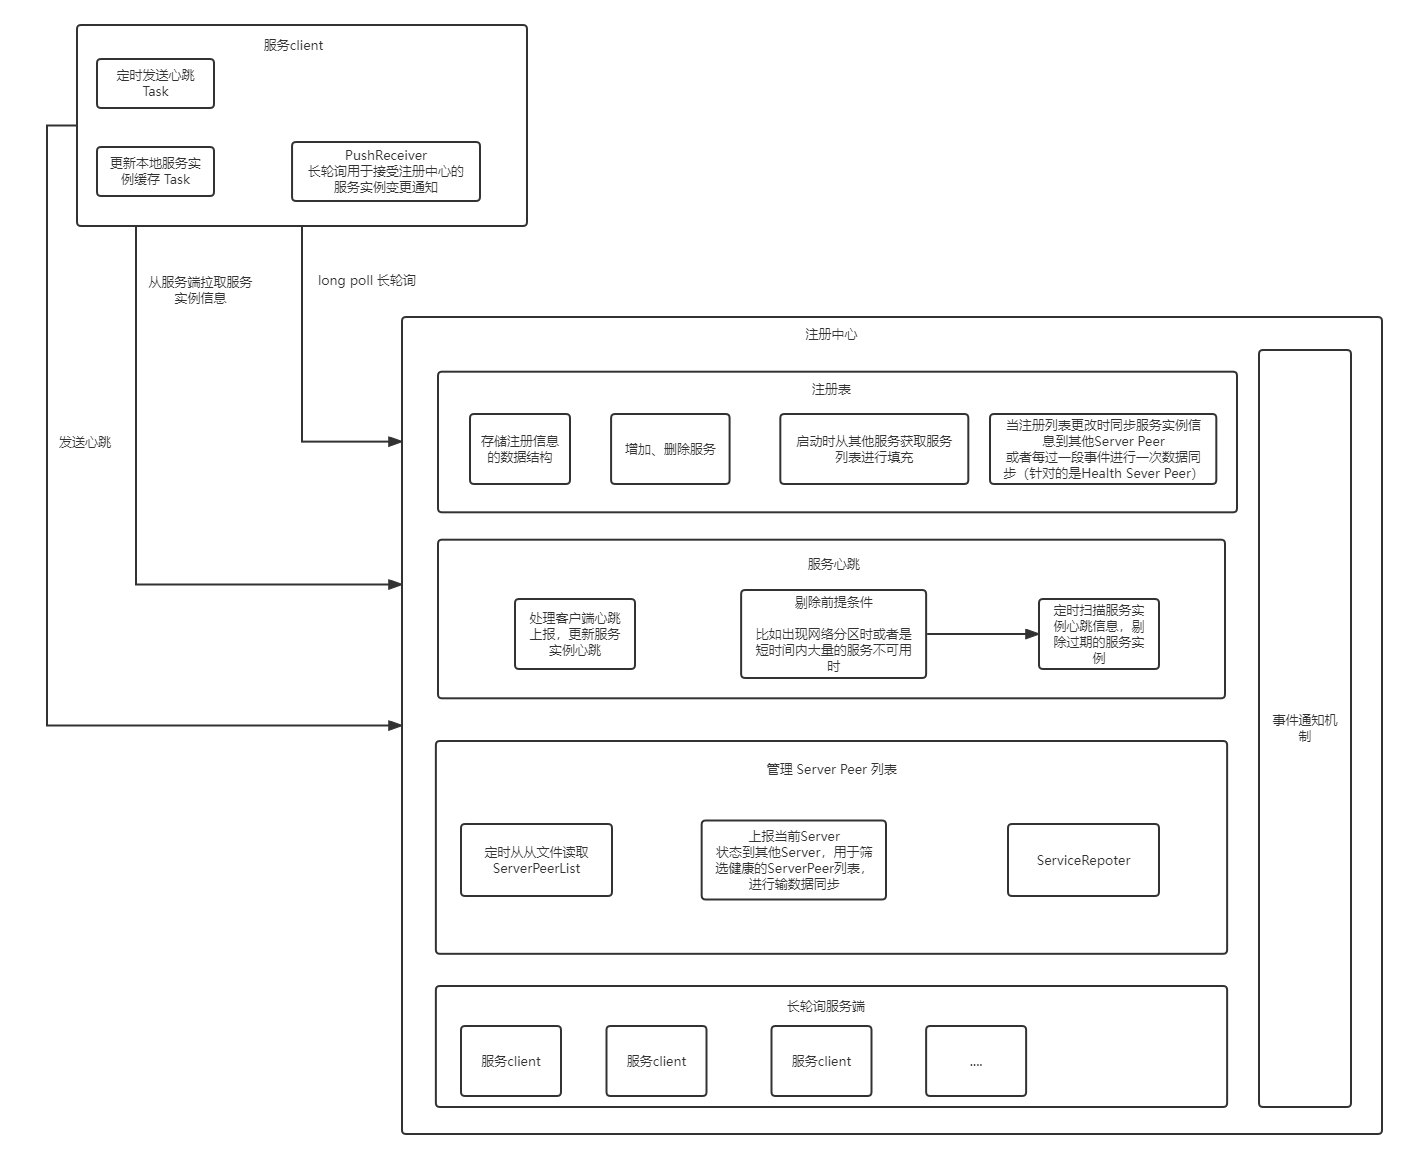 服务client
定时发送心跳
Task
更新本地服务实
例缓存 Task
PushReceiver
长轮询用于接受注册中心的
服务实例变更通知
从服务端拉取服务
实例信息
long poll 长轮询
发送心跳
注册中心
注册表
存储注册信息
的数据结构
增加、删除服务
启动时从其他服务获取服务
列表进行填充
当注册列表更改时同步服务实例信
息到其他Server Peer
或者每过一段事件进行一次数据同
步（针对的是Health Sever Peer）
服务心跳
处理客户端心跳
上报，更新服务
实例心跳
剔除前提条件
比如出现网络分区时或者是
短时间内大量的服务不可用
时
定时扫描服务实
例心跳信息，剔
除过期的服务实
例
事件通知机
制
管理 Server Peer 列表
定时从从文件读取
ServerPeerList
上报当前Server
状态到其他Server，用于筛
选健康的ServerPeer列表，
进行输数据同步
ServiceRepoter
长轮询服务端
服务client
服务client
服务client
....